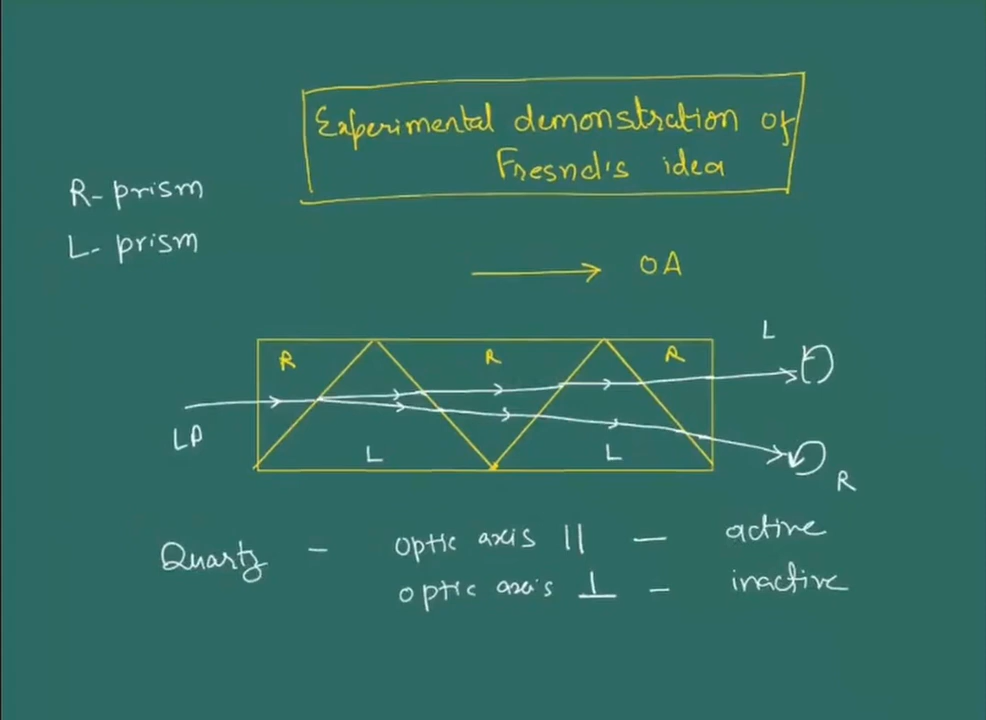 Experimental demonstration of
Fresnel's idea
R- prism
L- prism
OA
R R R L
LP
L L
R
Quartz - optic axis || - active
optic axis ⊥ - inactive